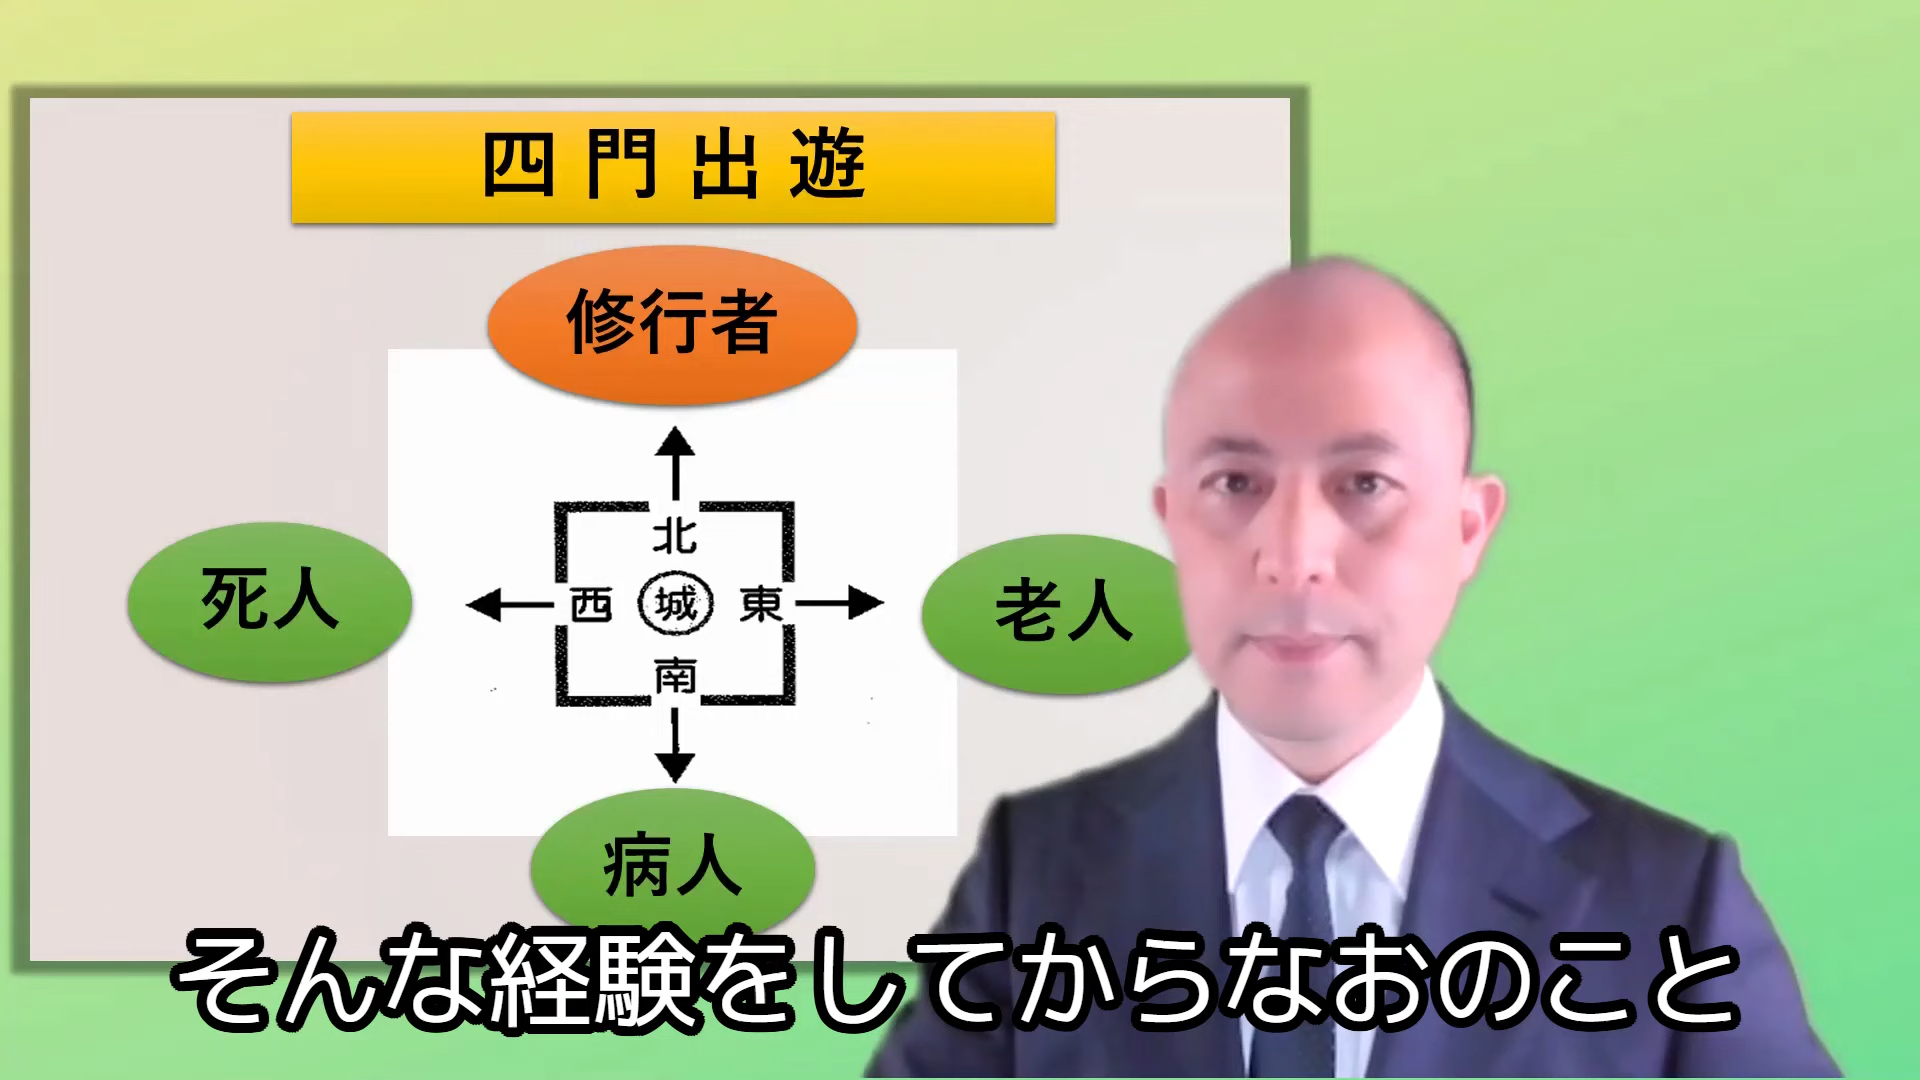 四門出遊
修行者
北
死人
西
城
東
老人
南
病人
そんな経験をしてからなおのこと